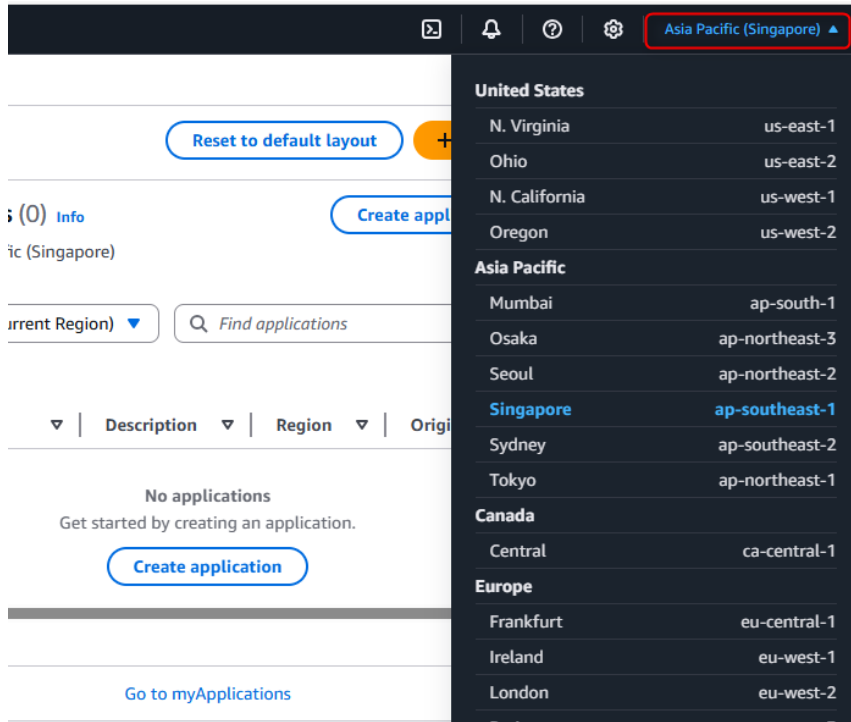 Asia Pacific (Singapore)
Reset to default layout
+
(0) Info
Create appl
ic (Singapore)
urrent Region)
Find applications
Description
Region
Origi
No applications
Get started by creating an application.
Create application
Go to myApplications
United States
N. Virginia us-east-1
Ohio us-east-2
N. California us-west-1
Oregon us-west-2
Asia Pacific
Mumbai ap-south-1
Osaka ap-northeast-3
Seoul ap-northeast-2
Singapore ap-southeast-1
Sydney ap-southeast-2
Tokyo ap-northeast-1
Canada
Central ca-central-1
Europe
Frankfurt eu-central-1
Ireland eu-west-1
London eu-west-2